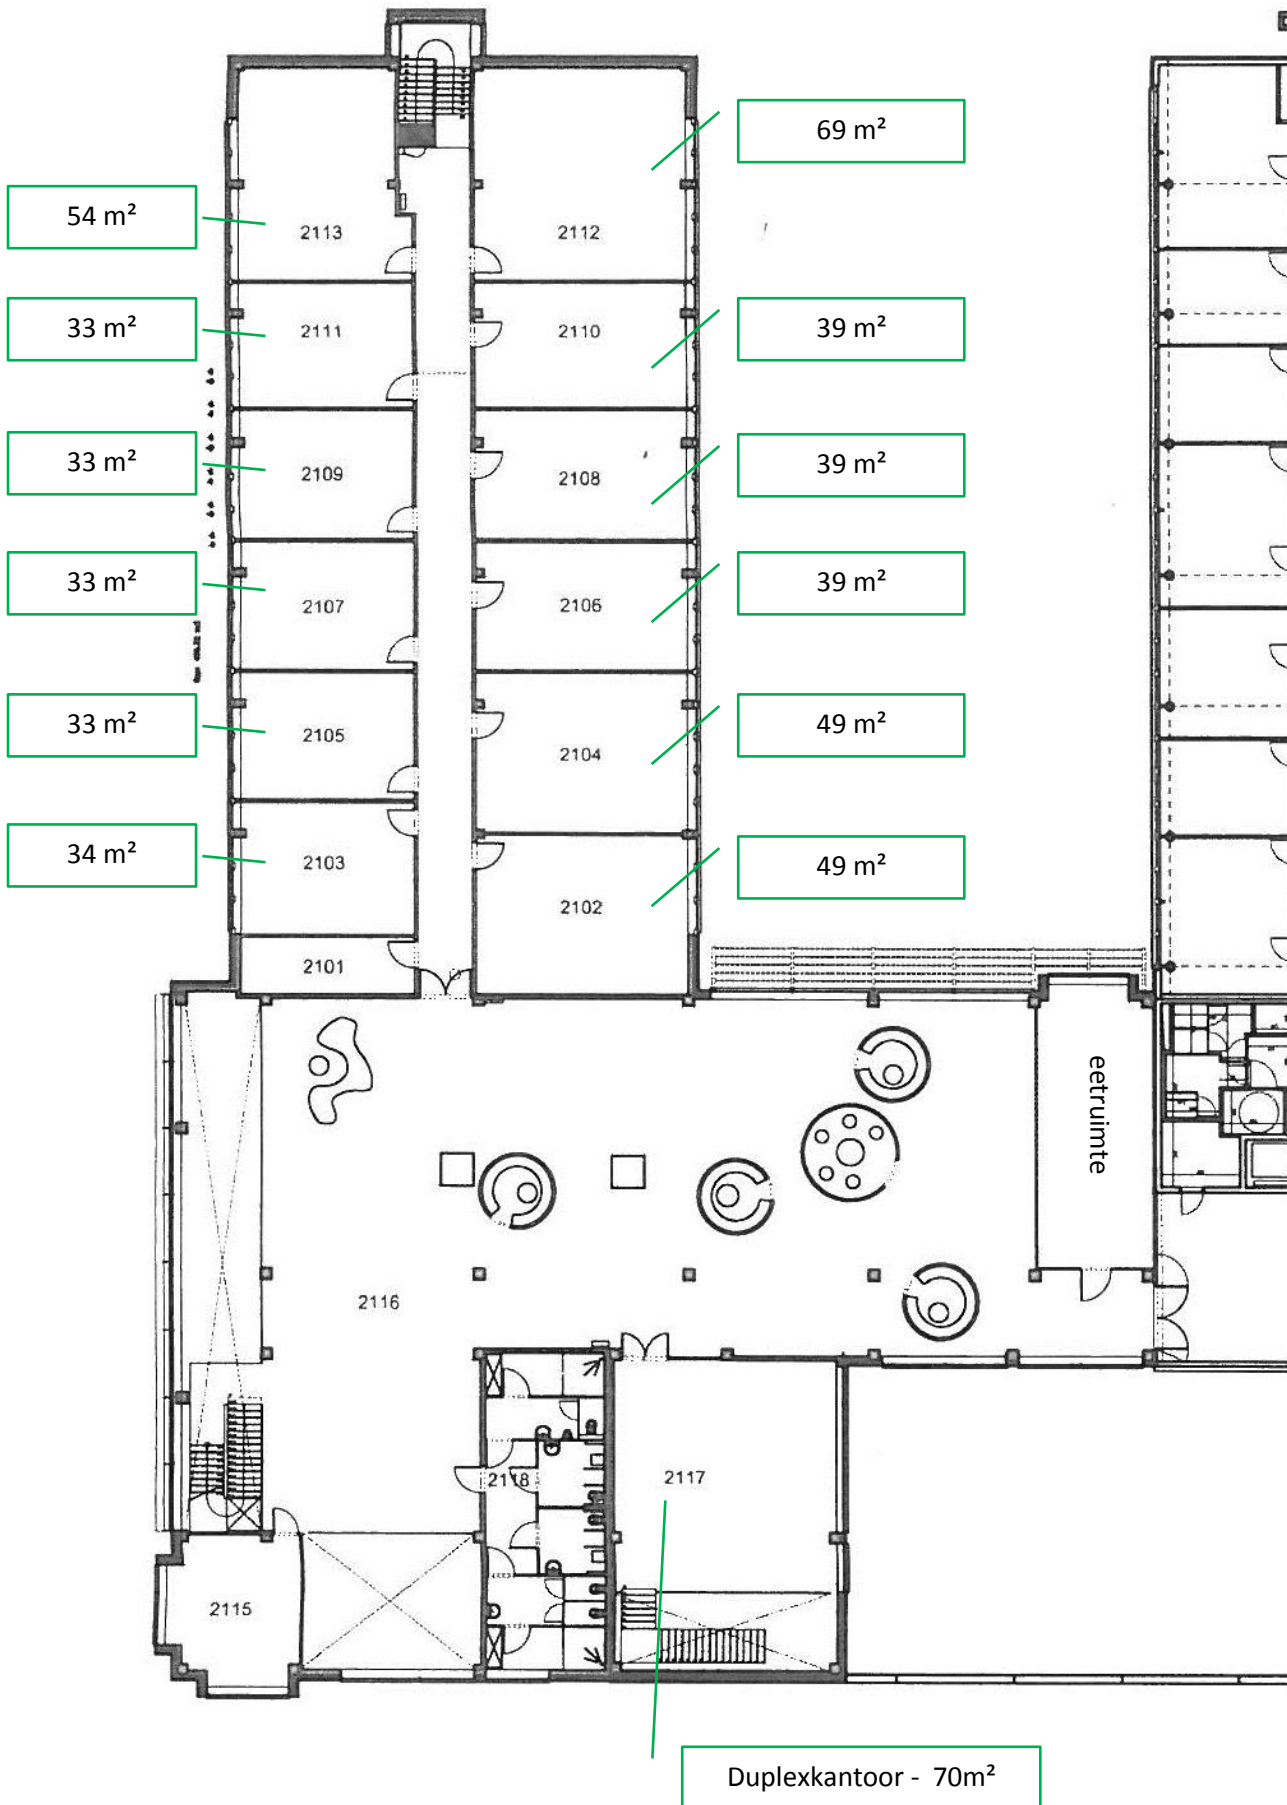 69 m²
54 m²
2113
2112
33 m²
2111
2110
39 m²
33 m²
2109
2108
39 m²
33 m²
2107
2106
39 m²
33 m²
2105
2104
49 m²
34 m²
2103
2102
49 m²
2101
eetruimte
2116
2118
2117
2115
Duplexkantoor - 70m²